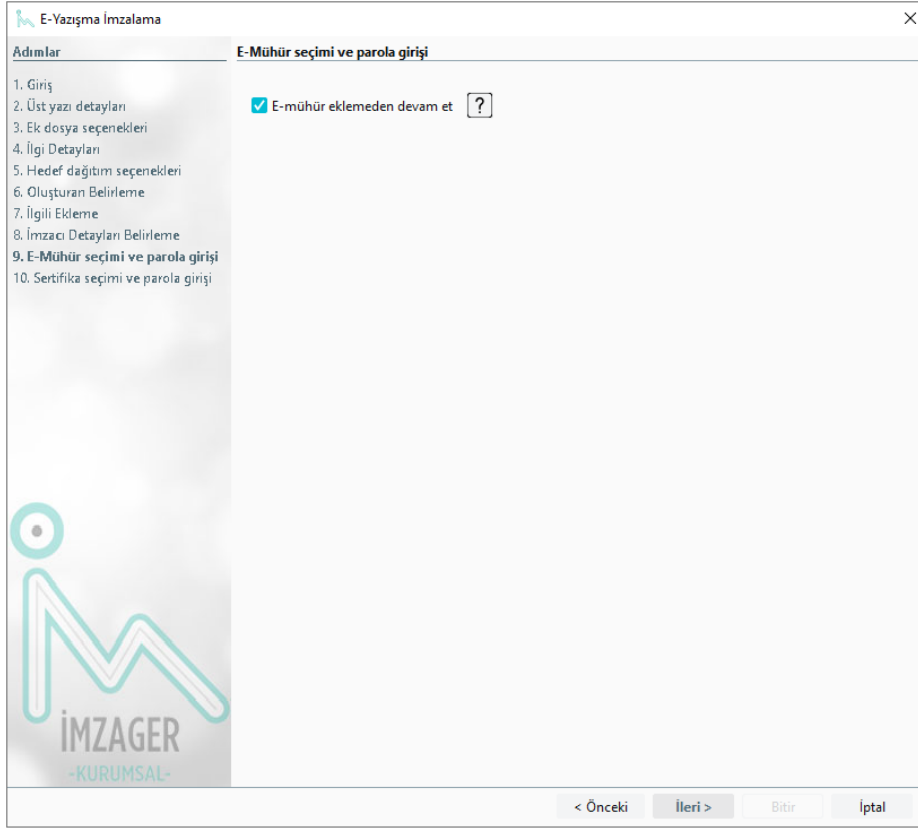 E-Yazışma İmzalama
Adımlar
1. Giriş
2. Üst yazı detayları
3. Ek dosya seçenekleri
4. İlgi Detayları
5. Hedef dağıtım seçenekleri
6. Oluşturan Belirleme
7. İlgili Ekleme
8. İmzacı Detayları Belirleme
9. E-Mühür seçimi ve parola girişi
10. Sertifika seçimi ve parola girişi
E-Mühür seçimi ve parola girişi
E-mühür eklemeden devam et ?
İMZAGER
-KURUMSAL-
< Önceki İleri > Bitir İptal